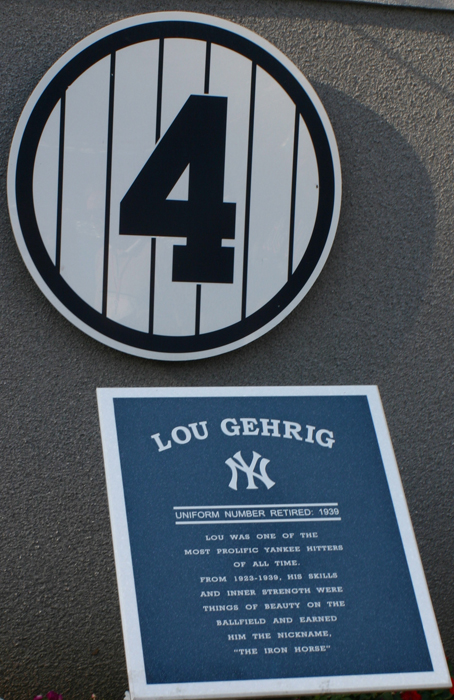 4
LOU GEHRIG
NY
UNIFORM NUMBER RETIRED: 1939
LOU WAS ONE OF THE
MOST PROLIFIC YANKEE HITTERS
OF ALL TIME.
FROM 1923-1939, HIS SKILLS
AND INNER STRENGTH WERE
THINGS OF BEAUTY ON THE
BALLFIELD AND EARNED
HIM THE NICKNAME,
"THE IRON HORSE"